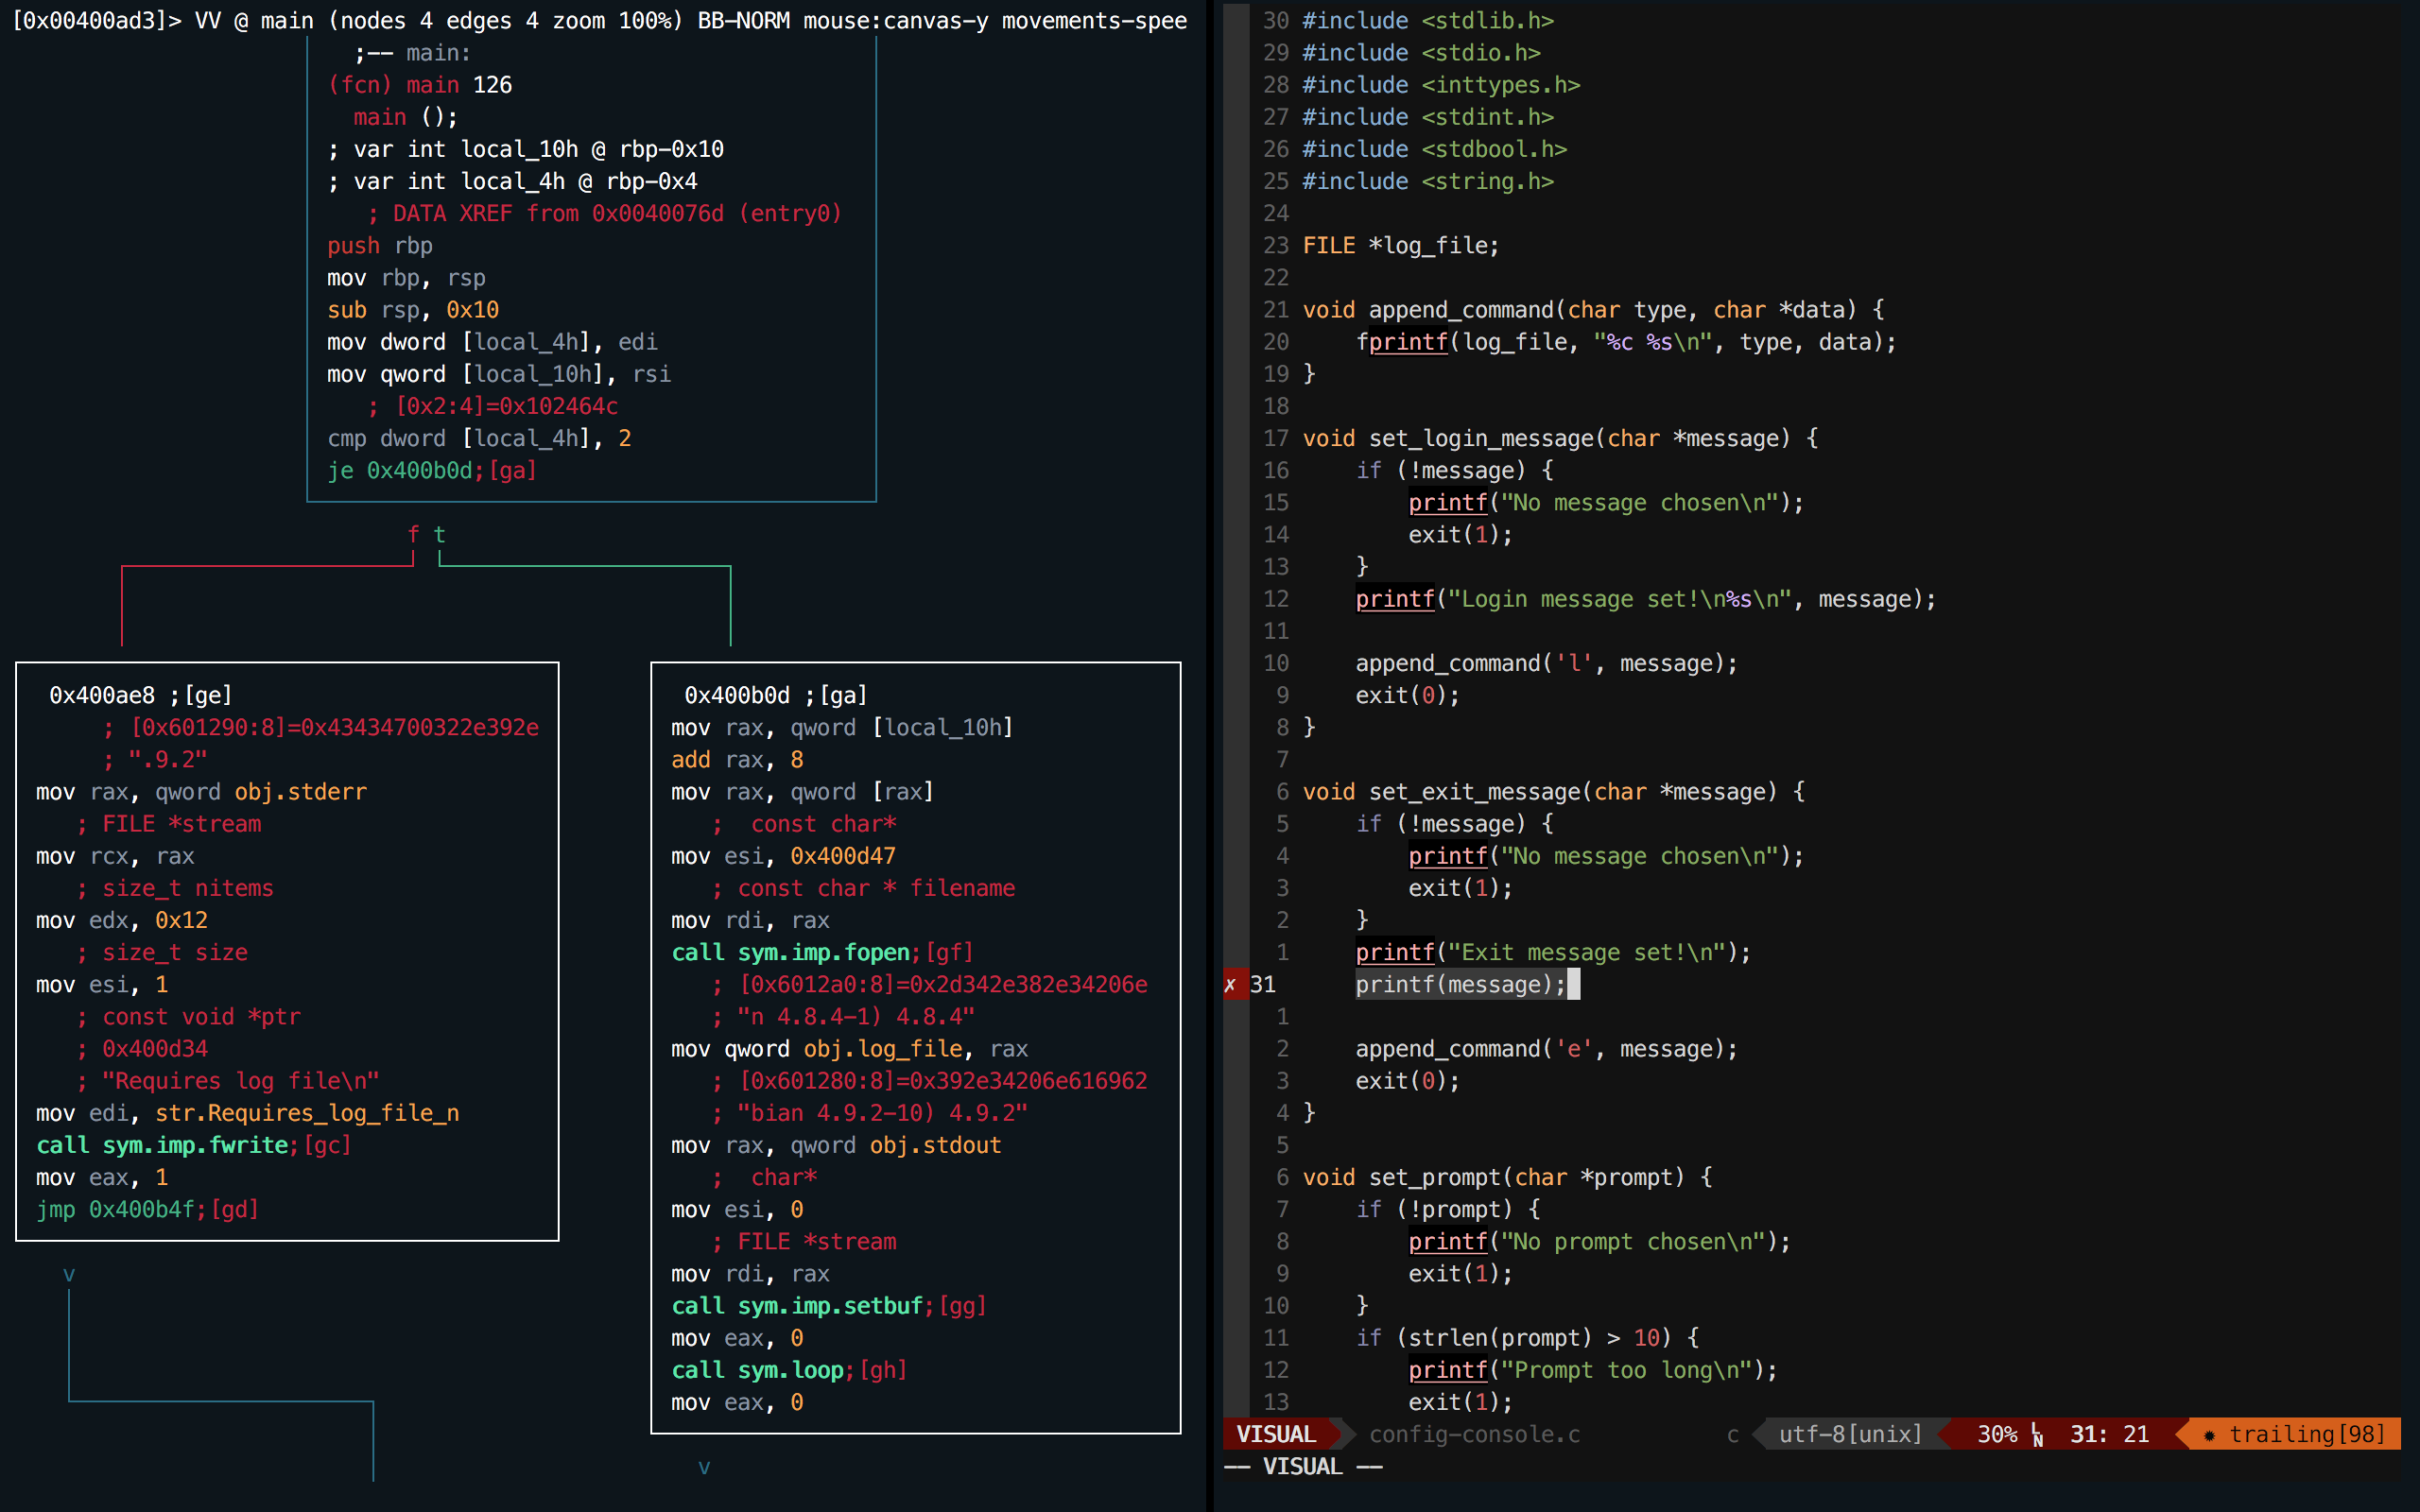 [0x00400ad3]> VV @ main (nodes 4 edges 4 zoom 100%) BB-NORM mouse:canvas-y movements-spee
;-- main:
(fcn) main 126
main ();
; var int local_10h @ rbp-0x10
; var int local_4h @ rbp-0x4
; DATA XREF from 0x0040076d (entry0)
push rbp
mov rbp, rsp
sub rsp, 0x10
mov dword [local_4h], edi
mov qword [local_10h], rsi
; [0x2:4]=0x102464c
cmp dword [local_4h], 2
je 0x400b0d;[ga]
f t
0x400ae8 ;[ge]
; [0x601290:8]=0x43434700322e392e
; ".9.2"
mov rax, qword obj.stderr
; FILE *stream
mov rcx, rax
; size_t nitems
mov edx, 0x12
; size_t size
mov esi, 1
; const void *ptr
; 0x400d34
; "Requires log file\n"
mov edi, str.Requires_log_file_n
call sym.imp.fwrite;[gc]
mov eax, 1
jmp 0x400b4f;[gd]
v
0x400b0d ;[ga]
mov rax, qword [local_10h]
add rax, 8
mov rax, qword [rax]
;  const char*
mov esi, 0x400d47
; const char * filename
mov rdi, rax
call sym.imp.fopen;[gf]
; [0x6012a0:8]=0x2d342e382e34206e
; "n 4.8.4-1) 4.8.4"
mov qword obj.log_file, rax
; [0x601280:8]=0x392e34206e616962
; "bian 4.9.2-10) 4.9.2"
mov rax, qword obj.stdout
;  char*
mov esi, 0
; FILE *stream
mov rdi, rax
call sym.imp.setbuf;[gg]
mov eax, 0
call sym.loop;[gh]
mov eax, 0
v
30 #include <stdlib.h>
29 #include <stdio.h>
28 #include <inttypes.h>
27 #include <stdint.h>
26 #include <stdbool.h>
25 #include <string.h>
24
23 FILE *log_file;
22
21 void append_command(char type, char *data) {
20     fprintf(log_file, "%c %s\n", type, data);
19 }
18
17 void set_login_message(char *message) {
16     if (!message) {
15         printf("No message chosen\n");
14         exit(1);
13     }
12     printf("Login message set!\n%s\n", message);
11
10     append_command('l', message);
9     exit(0);
8 }
7
6 void set_exit_message(char *message) {
5     if (!message) {
4         printf("No message chosen\n");
3         exit(1);
2     }
1     printf("Exit message set!\n");
✗ 31      printf(message);
1
2     append_command('e', message);
3     exit(0);
4 }
5
6 void set_prompt(char *prompt) {
7     if (!prompt) {
8         printf("No prompt chosen\n");
9         exit(1);
10     }
11     if (strlen(prompt) > 10) {
12         printf("Prompt too long\n");
13         exit(1);
VISUAL config-console.c c utf-8[unix] 30% ␤ 31: 21 ✹ trailing[98]
-- VISUAL --